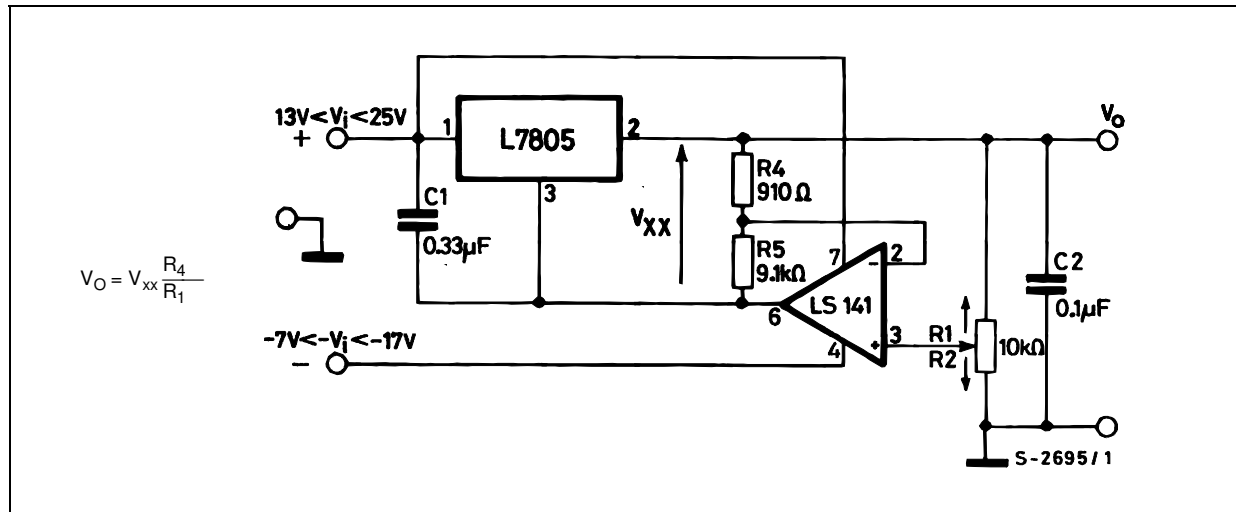 13V<Vi<25V
+
1
L7805
2
3
VO
C1
0.33µF
VXX
R4
910Ω
R5
9.1kΩ
7
2
-
LS 141
6
3
+
4
R1
R2
10kΩ
C2
0.1µF
VO = Vxx R4
R1
-7V<-Vi<-17V
–
S-2695/1